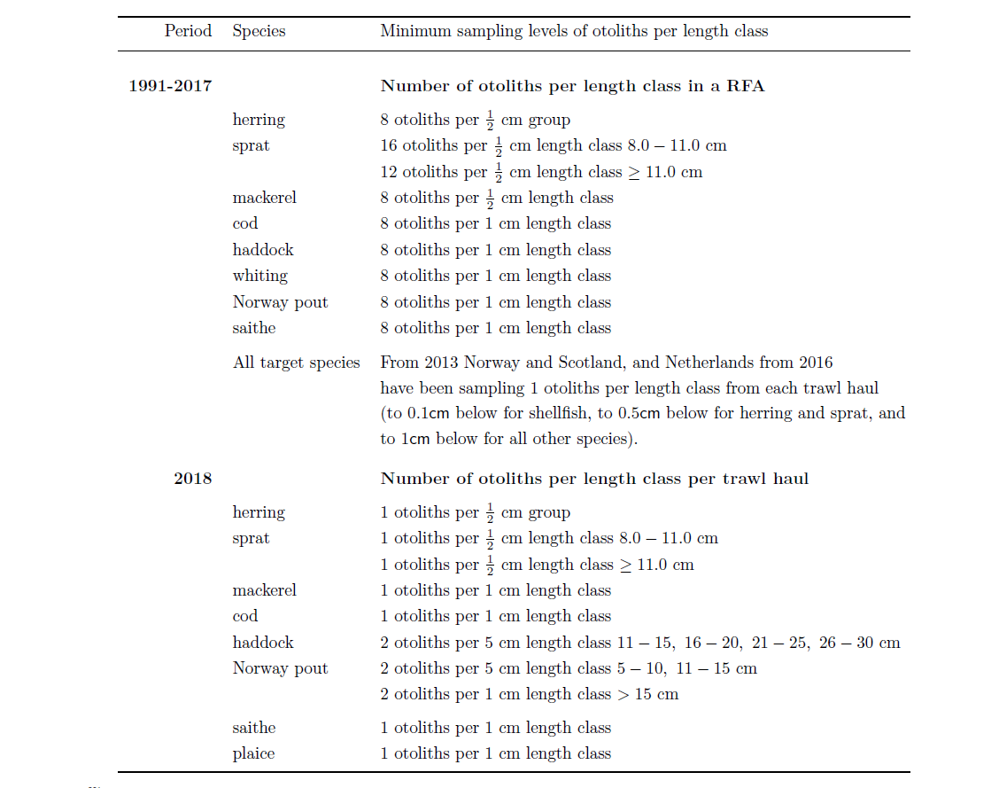 Period Species Minimum sampling levels of otoliths per length class
1991-2017 Number of otoliths per length class in a RFA
herring 8 otoliths per 1/2 cm group
sprat 16 otoliths per 1/2 cm length class 8.0 – 11.0 cm
12 otoliths per 1/2 cm length class ≥ 11.0 cm
mackerel 8 otoliths per 1/2 cm length class
cod 8 otoliths per 1 cm length class
haddock 8 otoliths per 1 cm length class
whiting 8 otoliths per 1 cm length class
Norway pout 8 otoliths per 1 cm length class
saithe 8 otoliths per 1 cm length class
All target species From 2013 Norway and Scotland, and Netherlands from 2016
have been sampling 1 otoliths per length class from each trawl haul
(to 0.1cm below for shellfish, to 0.5cm below for herring and sprat, and
to 1cm below for all other species).
2018 Number of otoliths per length class per trawl haul
herring 1 otoliths per 1/2 cm group
sprat 1 otoliths per 1/2 cm length class 8.0 – 11.0 cm
1 otoliths per 1/2 cm length class ≥ 11.0 cm
mackerel 1 otoliths per 1 cm length class
cod 1 otoliths per 1 cm length class
haddock 2 otoliths per 5 cm length class 11 – 15, 16 – 20, 21 – 25, 26 – 30 cm
Norway pout 2 otoliths per 5 cm length class 5 – 10, 11 – 15 cm
2 otoliths per 1 cm length class > 15 cm
saithe 1 otoliths per 1 cm length class
plaice 1 otoliths per 1 cm length class